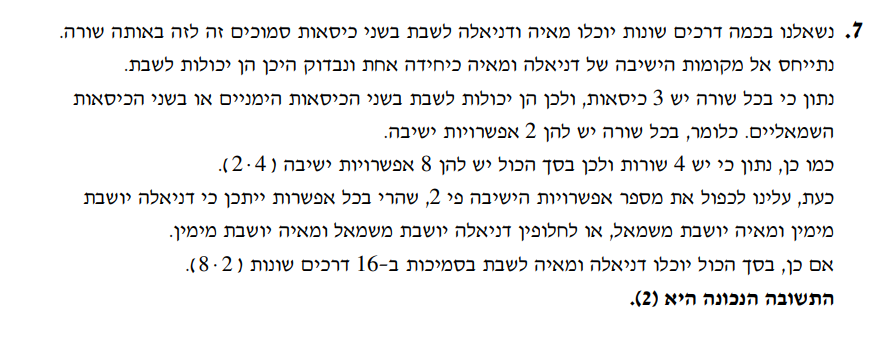 7. נשאלנו בכמה דרכים שונות יוכלו מאיה ודניאלה לשבת בשני כיסאות סמוכים זה לזה באותה שורה.
נתייחס אל מקומות הישיבה של דניאלה ומאיה כיחידה אחת ונבדוק היכן הן יכולות לשבת.
נתון כי בכל שורה יש 3 כיסאות, ולכן הן יכולות לשבת בשני הכיסאות הימניים או בשני הכיסאות
השמאליים. כלומר, בכל שורה יש להן 2 אפשרויות ישיבה.
כמו כן, נתון כי יש 4 שורות ולכן בסך הכול יש להן 8 אפשרויות ישיבה (2·4).
כעת, עלינו לכפול את מספר אפשרויות הישיבה פי 2, שהרי בכל אפשרות ייתכן כי דניאלה יושבת
מימין ומאיה יושבת משמאל, או לחלופין דניאלה יושבת משמאל ומאיה יושבת מימין.
אם כן, בסך הכול יוכלו דניאלה ומאיה לשבת בסמיכות ב-16 דרכים שונות (8·2).
התשובה הנכונה היא (2).